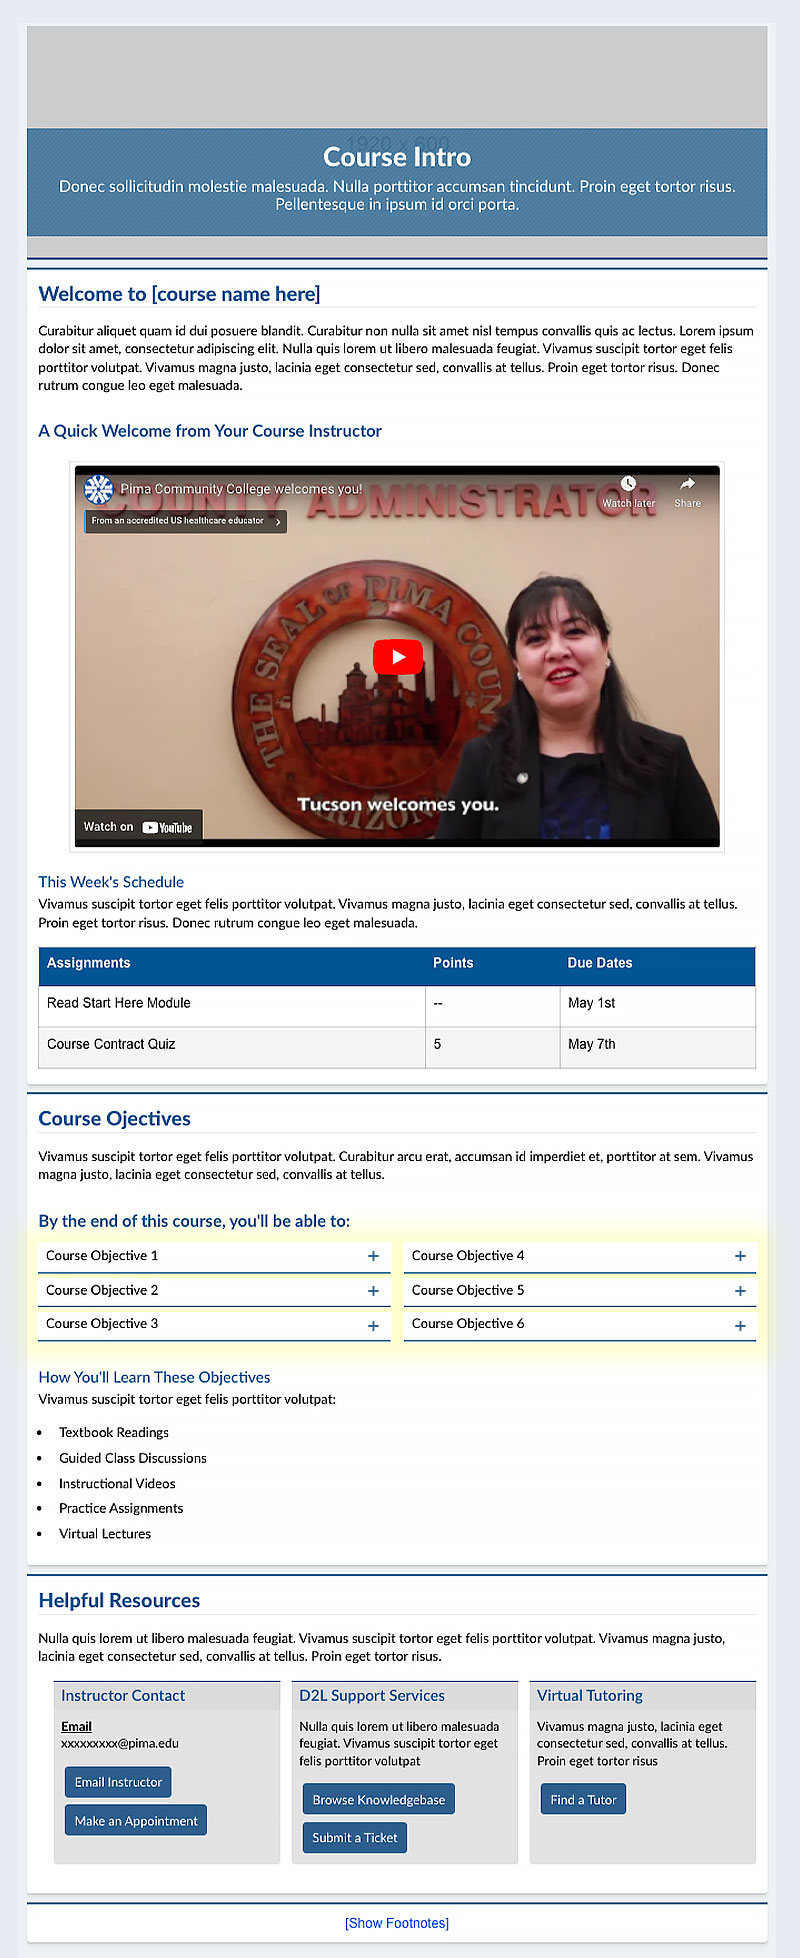 1920 x 600
Course Intro
Donec sollicitudin molestie malesuada. Nulla porttitor accumsan tincidunt. Proin eget tortor risus.
Pellentesque in ipsum id orci porta.
Welcome to [course name here]
Curabitur aliquet quam id dui posuere blandit. Curabitur non nulla sit amet nisl tempus convallis quis ac lectus. Lorem ipsum
dolor sit amet, consectetur adipiscing elit. Nulla quis lorem ut libero malesuada feugiat. Vivamus suscipit tortor eget felis
porttitor volutpat. Vivamus magna justo, lacinia eget consectetur sed, convallis at tellus. Proin eget tortor risus. Donec
rutrum congue leo eget malesuada.
A Quick Welcome from Your Course Instructor
Pima Community College welcomes you!
Watch later
Share
COUNTY ADMINISTRATOR
From an accredited US healthcare educator
THE SEAL OF PIMA COUN
ARIZON
Tucson welcomes you.
Watch on YouTube
This Week's Schedule
Vivamus suscipit tortor eget felis porttitor volutpat. Vivamus magna justo, lacinia eget consectetur sed, convallis at tellus.
Proin eget tortor risus. Donec rutrum congue leo eget malesuada.
Assignments Points Due Dates
Read Start Here Module -- May 1st
Course Contract Quiz 5 May 7th
Course Ojectives
Vivamus suscipit tortor eget felis porttitor volutpat. Curabitur arcu erat, accumsan id imperdiet et, porttitor at sem. Vivamus
magna justo, lacinia eget consectetur sed, convallis at tellus.
By the end of this course, you'll be able to:
Course Objective 1 +
Course Objective 2 +
Course Objective 3 +
Course Objective 4 +
Course Objective 5 +
Course Objective 6 +
How You'll Learn These Objectives
Vivamus suscipit tortor eget felis porttitor volutpat:
• Textbook Readings
• Guided Class Discussions
• Instructional Videos
• Practice Assignments
• Virtual Lectures
Helpful Resources
Nulla quis lorem ut libero malesuada feugiat. Vivamus suscipit tortor eget felis porttitor volutpat. Vivamus magna justo,
lacinia eget consectetur sed, convallis at tellus. Proin eget tortor risus.
Instructor Contact
Email
xxxxxxxxx@pima.edu
Email Instructor
Make an Appointment
D2L Support Services
Nulla quis lorem ut libero malesuada
feugiat. Vivamus suscipit tortor eget
felis porttitor volutpat
Browse Knowledgebase
Submit a Ticket
Virtual Tutoring
Vivamus magna justo, lacinia eget
consectetur sed, convallis at tellus.
Proin eget tortor risus
Find a Tutor
[Show Footnotes]